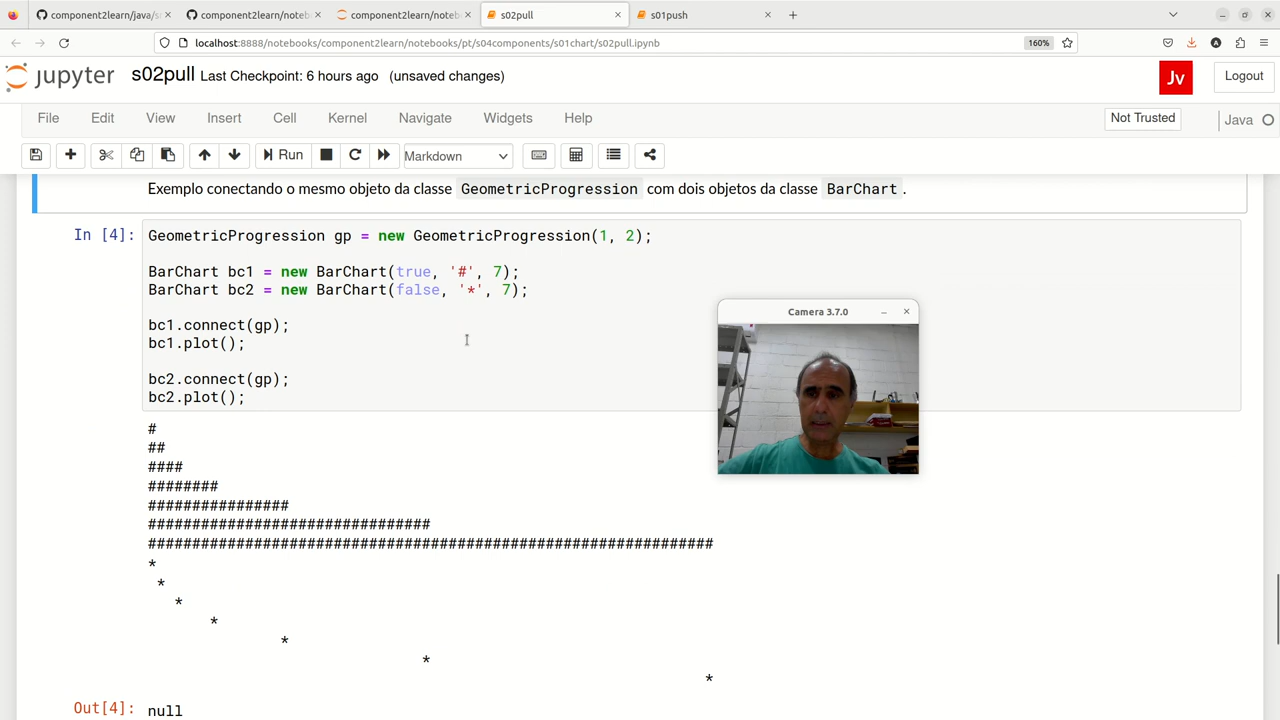 component2learn/java/s
component2learn/noteb
component2learn/noteb
s02pull
s01push
localhost:8888/notebooks/component2learn/notebooks/pt/s04components/s01chart/s02pull.ipynb
160%
jupyter s02pull Last Checkpoint: 6 hours ago (unsaved changes)
Jv
Logout
File Edit View Insert Cell Kernel Navigate Widgets Help
Not Trusted
Java
Run
Markdown
Exemplo conectando o mesmo objeto da classe GeometricProgression com dois objetos da classe BarChart.
In [4]:
GeometricProgression gp = new GeometricProgression(1, 2);
BarChart bc1 = new BarChart(true, '#', 7);
BarChart bc2 = new BarChart(false, '*', 7);
bc1.connect(gp);
bc1.plot();
bc2.connect(gp);
bc2.plot();
Camera 3.7.0
#
##
####
########
################
################################
################################################################
*
*
*
*
*
*
*
Out[4]: null